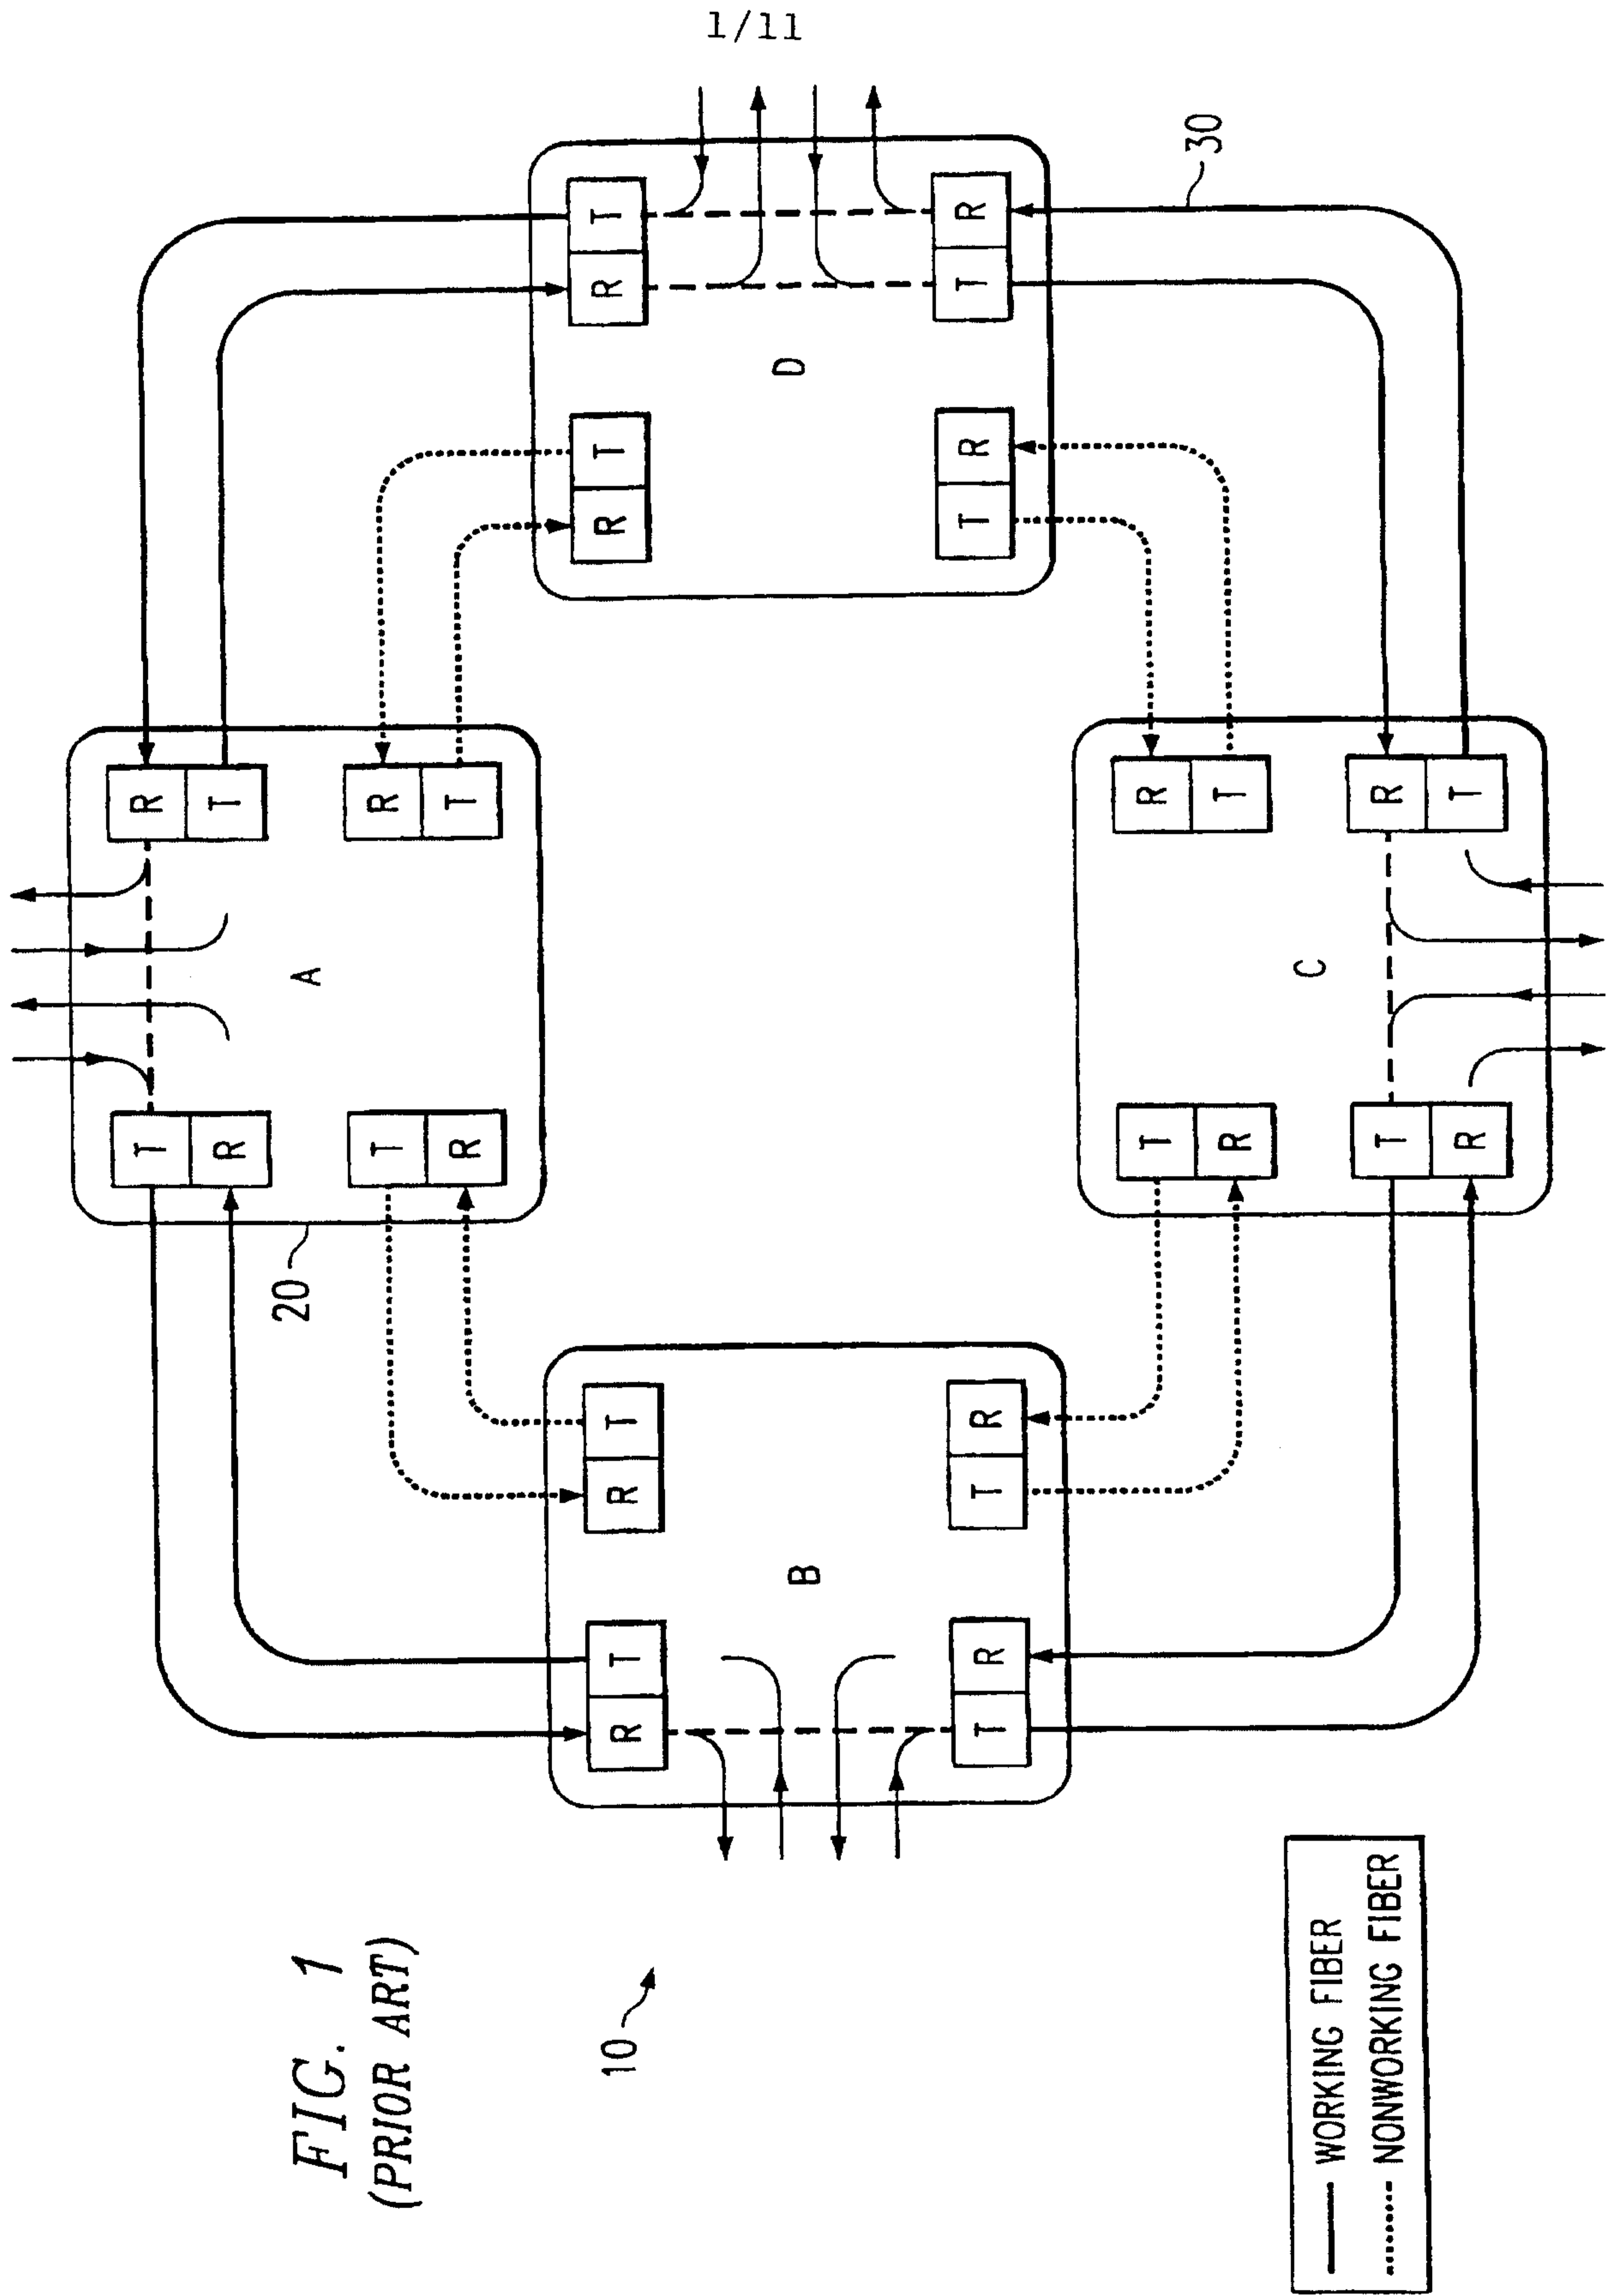 1/11
FIG. 1
(PRIOR ART)
10
20
T R
R T
A
T R
R T
R T R T
R T R T
B
D
T R T R
T R T R
30
T R
R T
C
T R
R T
WORKING FIBER
NONWORKING FIBER